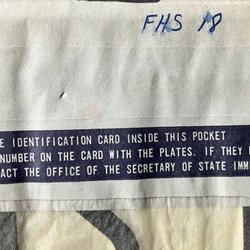 FHS 18
E IDENTIFICATION CARD INSIDE THIS POCKET
NUMBER ON THE CARD WITH THE PLATES. IF THEY
ACT THE OFFICE OF THE SECRETARY OF STATE IMM